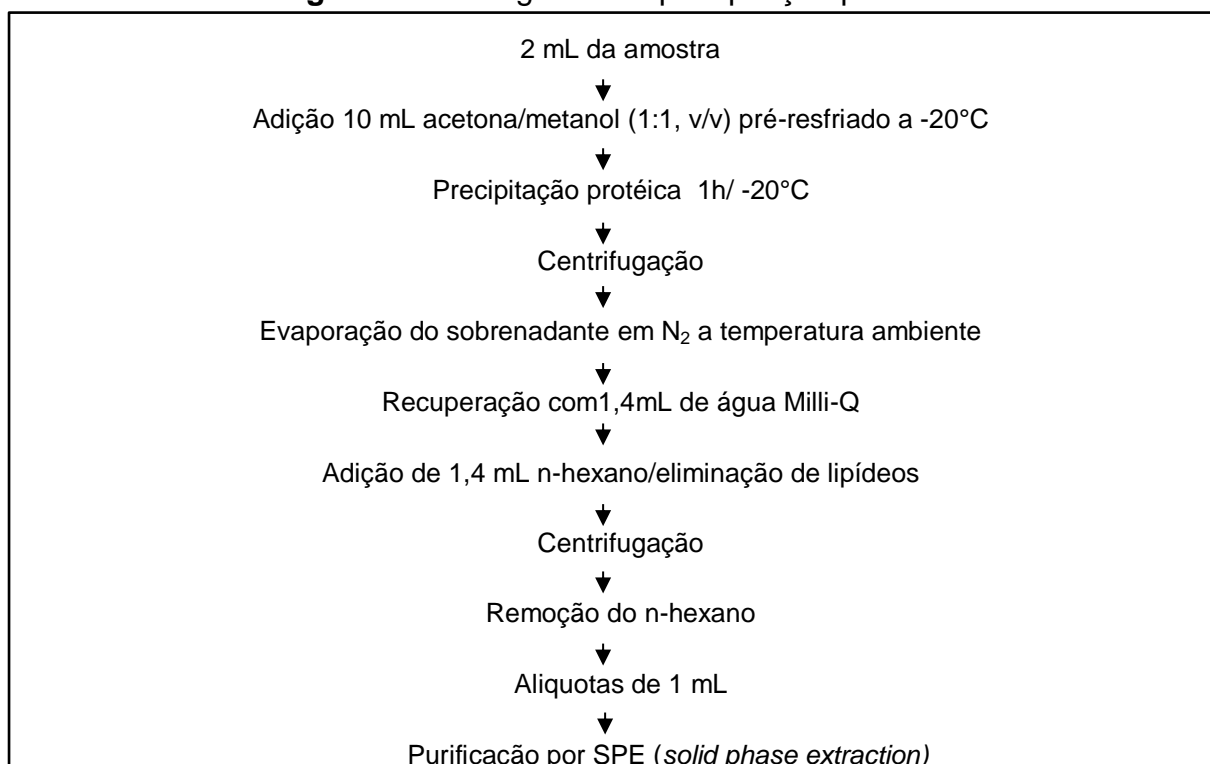 2 mL da amostra
Adição 10 mL acetona/metanol (1:1, v/v) pré-resfriado a -20°C
Precipitação protéica 1h/ -20°C
Centrifugação
Evaporação do sobrenadante em N₂ a temperatura ambiente
Recuperação com1,4mL de água Milli-Q
Adição de 1,4 mL n-hexano/eliminação de lipídeos
Centrifugação
Remoção do n-hexano
Aliquotas de 1 mL
Purificação por SPE (solid phase extraction)